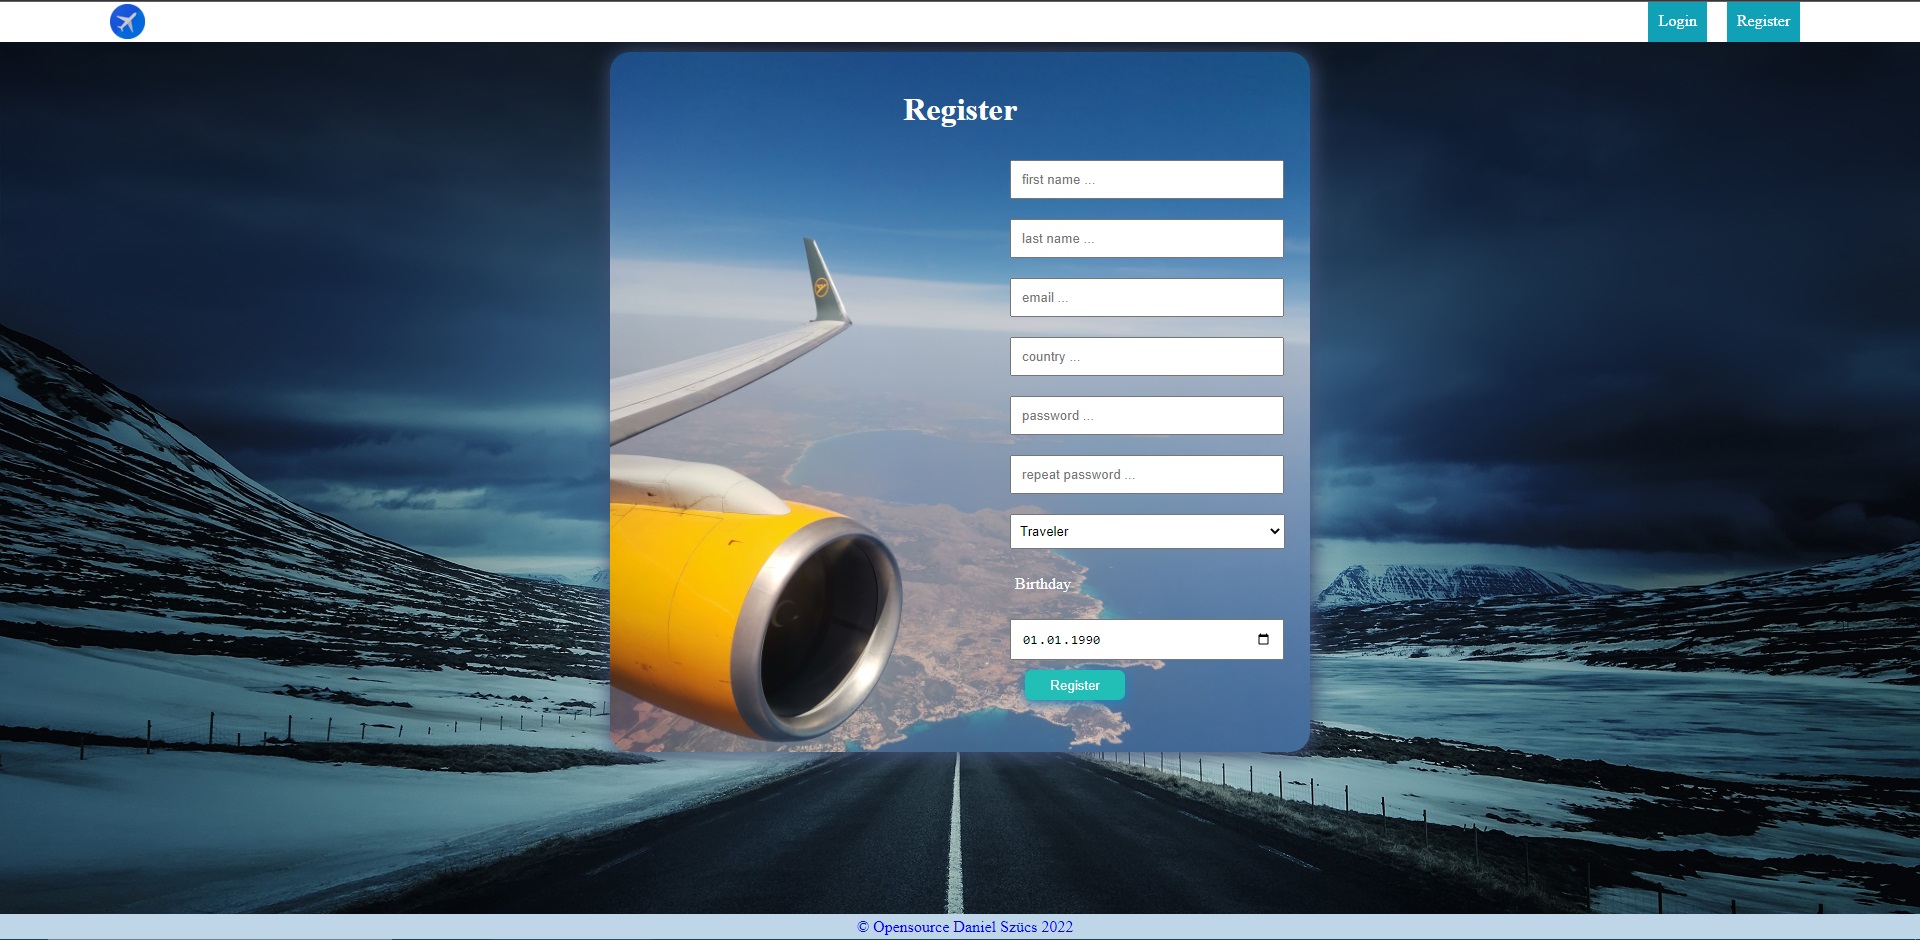 Login
Register
Register
first name ...
last name ...
email ...
country ...
password ...
repeat password ...
Traveler
Birthday
01.01.1990
Register
© Opensource Daniel Szücs 2022